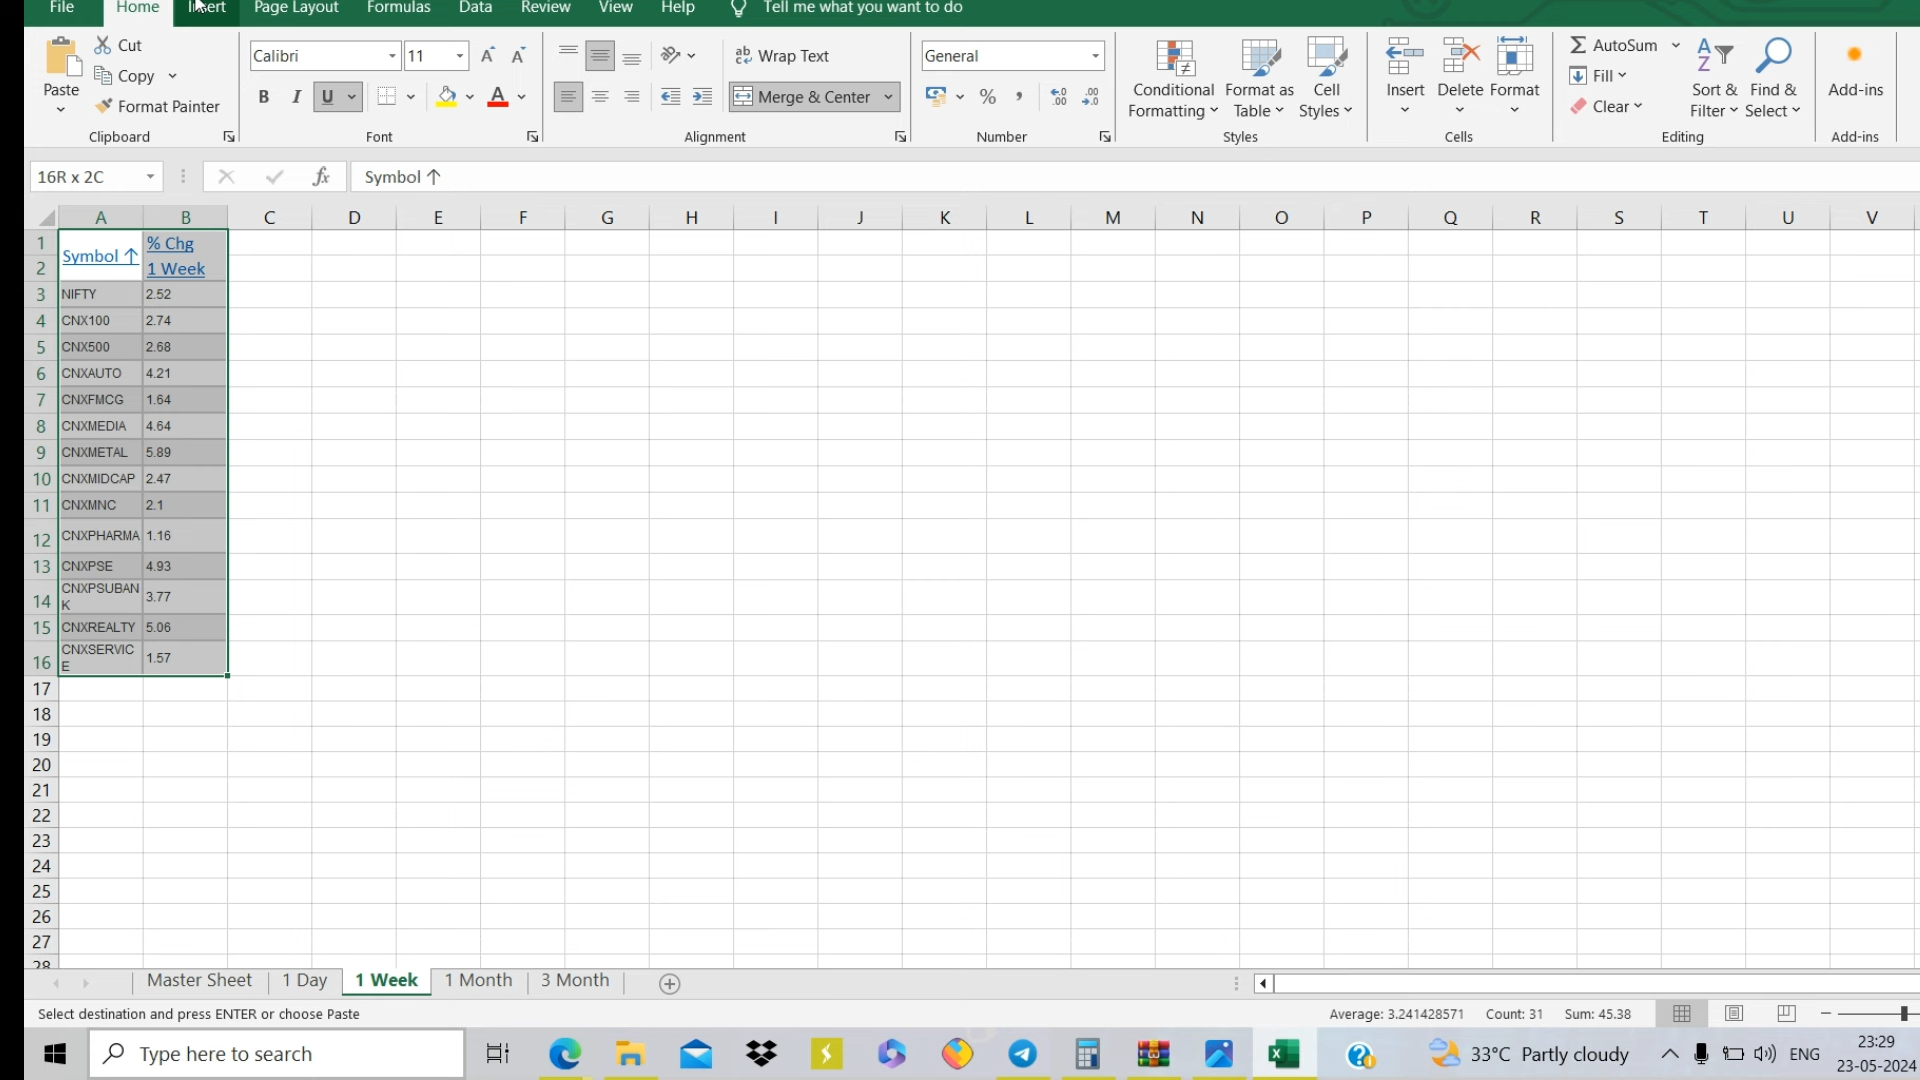 File Home Insert Page Layout Formulas Data Review View Help Tell me what you want to do
Paste Cut Copy Format Painter Clipboard
Calibri 11 B I U A A A Font
ab Wrap Text Merge & Center Alignment
General % , Number
Conditional Formatting Format as Table Cell Styles Styles
Insert Delete Format Cells
AutoSum Fill Clear Sort & Filter Find & Select Editing
Add-ins Add-ins
16R x 2C fx Symbol ↑
A B C D E F G H I J K L M N O P Q R S T U V
1 Symbol ↑ % Chg
2 1 Week
3 NIFTY 2.52
4 CNX100 2.74
5 CNX500 2.68
6 CNXAUTO 4.21
7 CNXFMCG 1.64
8 CNXMEDIA 4.64
9 CNXMETAL 5.89
10 CNXMIDCAP 2.47
11 CNXMNC 2.1
12 CNXPHARMA 1.16
13 CNXPSE 4.93
14 CNXPSUBAN
K 3.77
15 CNXREALTY 5.06
16 CNXSERVIC
E 1.57
17
18
19
20
21
22
23
24
25
26
27
28
Master Sheet 1 Day 1 Week 1 Month 3 Month
Select destination and press ENTER or choose Paste Average: 3.241428571 Count: 31 Sum: 45.38
Type here to search 33°C Partly cloudy ENG 23:29
23-05-2024